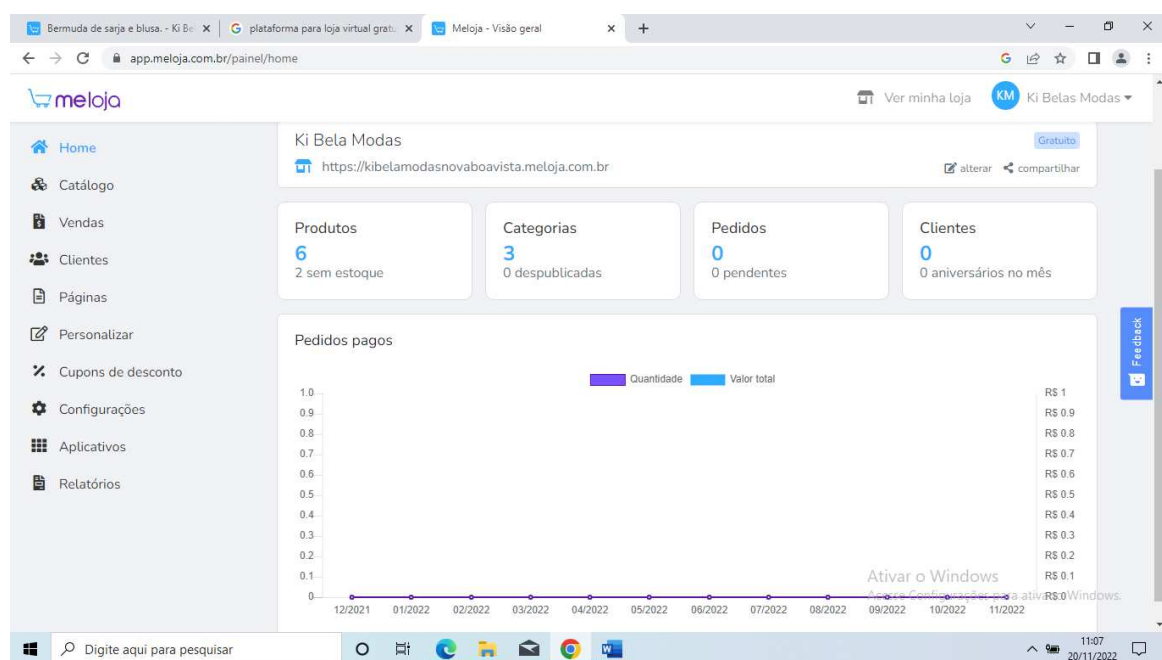 Bermuda de sarja e blusa. - Ki Be
plataforma para loja virtual gratu
Meloja - Visão geral
app.meloja.com.br/painel/home
meloja
Ver minha loja
KM
Ki Belas Modas
Home
Catálogo
Vendas
Clientes
Páginas
Personalizar
Cupons de desconto
Configurações
Aplicativos
Relatórios
Ki Bela Modas
Gratuito
https://kibelamodasnovaboavista.meloja.com.br
alterar
compartilhar
Produtos
6
2 sem estoque
Categorias
3
0 despublicadas
Pedidos
0
0 pendentes
Clientes
0
0 aniversários no mês
Feedback
Pedidos pagos
Quantidade
Valor total
1.0 R$ 1
0.9 R$ 0.9
0.8 R$ 0.8
0.7 R$ 0.7
0.6 R$ 0.6
0.5 R$ 0.5
0.4 R$ 0.4
0.3 R$ 0.3
0.2 R$ 0.2
0.1 R$ 0.1
0 R$ 0
12/2021 01/2022 02/2022 03/2022 04/2022 05/2022 06/2022 07/2022 08/2022 09/2022 10/2022 11/2022
Ativar o Windows
Acesse Configurações para ativar o Windows.
Digite aqui para pesquisar
11:07
20/11/2022